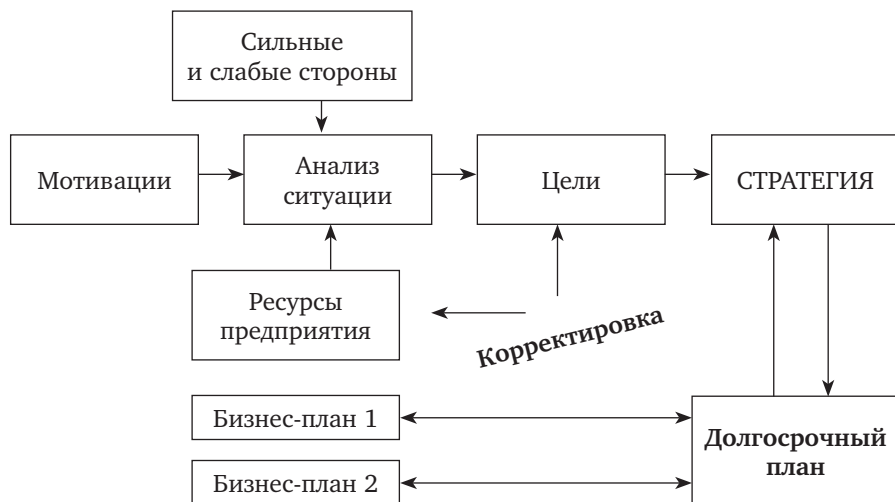 Сильные
и слабые стороны
Мотивации
Анализ
ситуации
Цели
СТРАТЕГИЯ
Ресурсы
предприятия
Корректировка
Бизнес-план 1
Долгосрочный
план
Бизнес-план 2